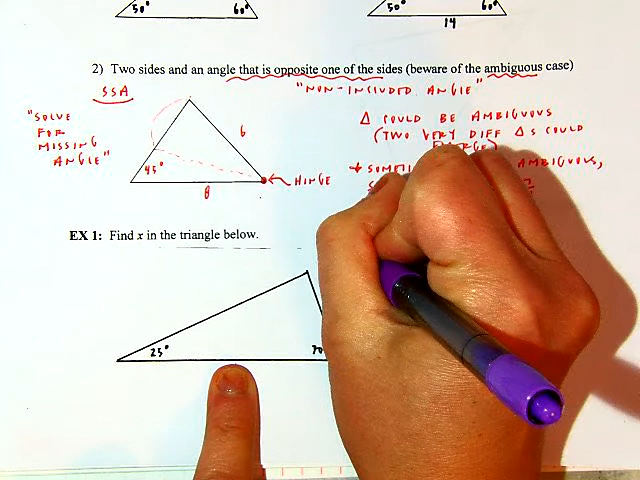 50° 60° 50° 60°
14
2) Two sides and an angle that is opposite one of the sides (beware of the ambiguous case)
SSA "NON-INCLUDED ANGLE"
"SOLVE FOR MISSING ANGLE"
6
45°
8
HINGE
Δ COULD BE AMBIGUOUS
(TWO VERY DIFF ΔS COULD
AMBIGUOUS,
EX 1: Find x in the triangle below.
25°